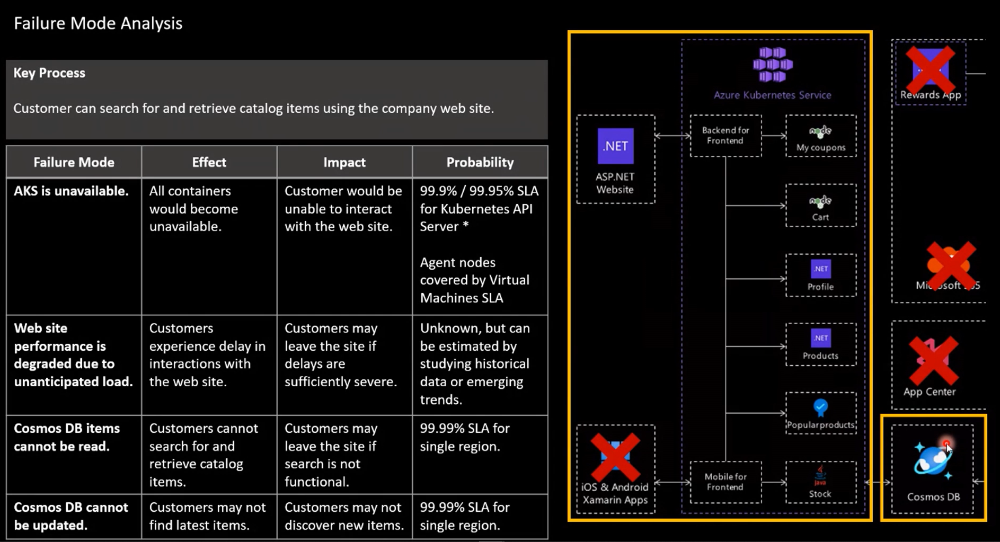 Failure Mode Analysis
Key Process
Customer can search for and retrieve catalog items using the company web site.
Failure Mode
Effect
Impact
Probability
AKS is unavailable.
All containers
would become
unavailable.
Customer would be
unable to interact
with the web site.
99.9% / 99.95% SLA
for Kubernetes API
Server *
Agent nodes
covered by Virtual
Machines SLA
Web site
performance is
degraded due to
unanticipated load.
Customers
experience delay in
interactions with
the web site.
Customers may
leave the site if
delays are
sufficiently severe.
Unknown, but can
be estimated by
studying historical
data or emerging
trends.
Cosmos DB items
cannot be read.
Customers cannot
search for and
retrieve catalog
items.
Customers may
leave the site if
search is not
functional.
99.99% SLA for
single region.
Cosmos DB cannot
be updated.
Customers may not
find latest items.
Customers may not
discover new items.
99.99% SLA for
single region.
Azure Kubernetes Service
.NET
ASP.NET
Website
Backend for
Frontend
node
My coupons
node
Cart
.NET
Profile
.NET
Products
Popularproducts
iOS & Android
Xamarin Apps
Mobile for
Frontend
java
Stock
Rewards App
App Center
Cosmos DB